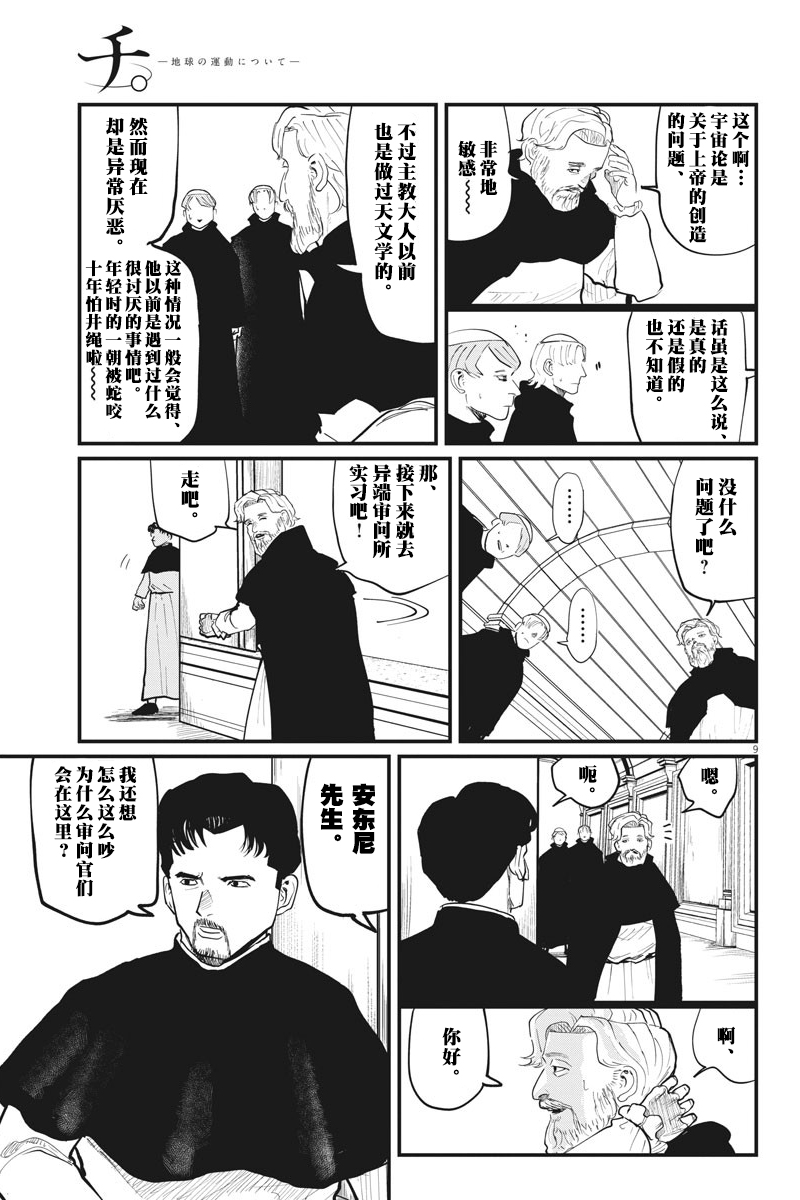 チ。
—地球の運動について—
这个啊…
宇宙论是
关于上帝的创造
的问题、
非常地
敏感～～
话虽是这么说、
是真的
还是假的
也不知道。
不过主教大人以前
也是做过天文学的。
然而现在
却是异常厌恶。
这种情况一般会觉得、
他以前是遇到过什么
很讨厌的事情吧。
年轻时的一朝被蛇咬
十年怕井绳啦～～
没什么
问题了吧？
……
……
那、
接下来就去
异端审问所
实习吧！
走吧。
9
嗯。
呃。
啊、
你好。
安东尼
先生。
我还想
怎么这么吵
为什么审问官们
会在这里？